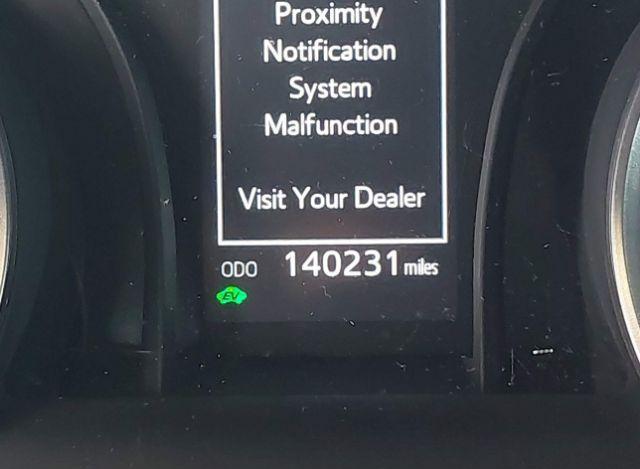 Proximity
Notification
System
Malfunction
Visit Your Dealer
ODO 140231 miles
EV